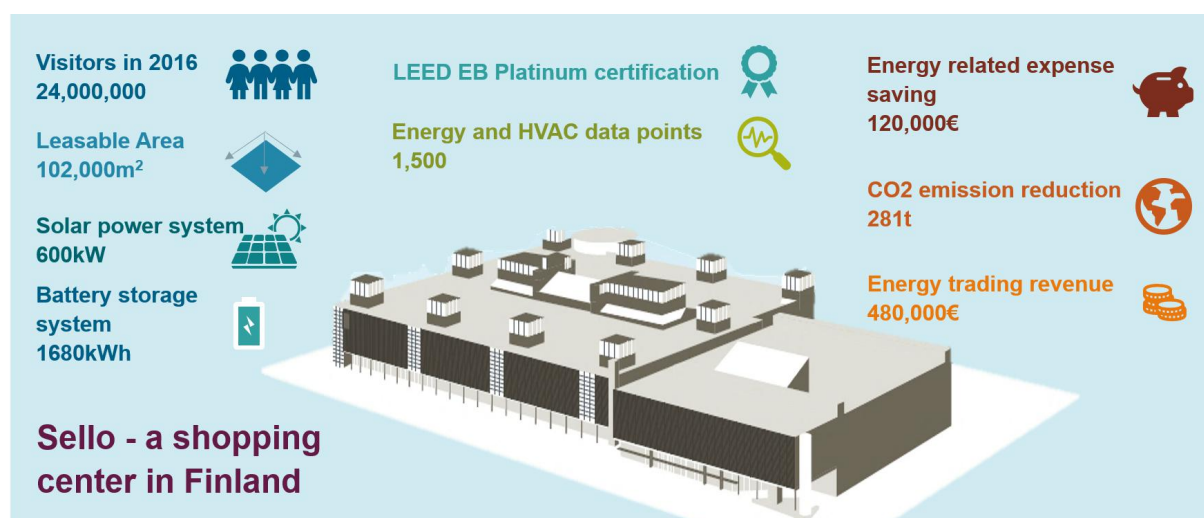 Visitors in 2016
24,000,000
Leasable Area
102,000m²
Solar power system
600kW
Battery storage
system
1680kWh
LEED EB Platinum certification
Energy and HVAC data points
1,500
Energy related expense
saving
120,000€
CO2 emission reduction
281t
Energy trading revenue
480,000€
Sello - a shopping
center in Finland